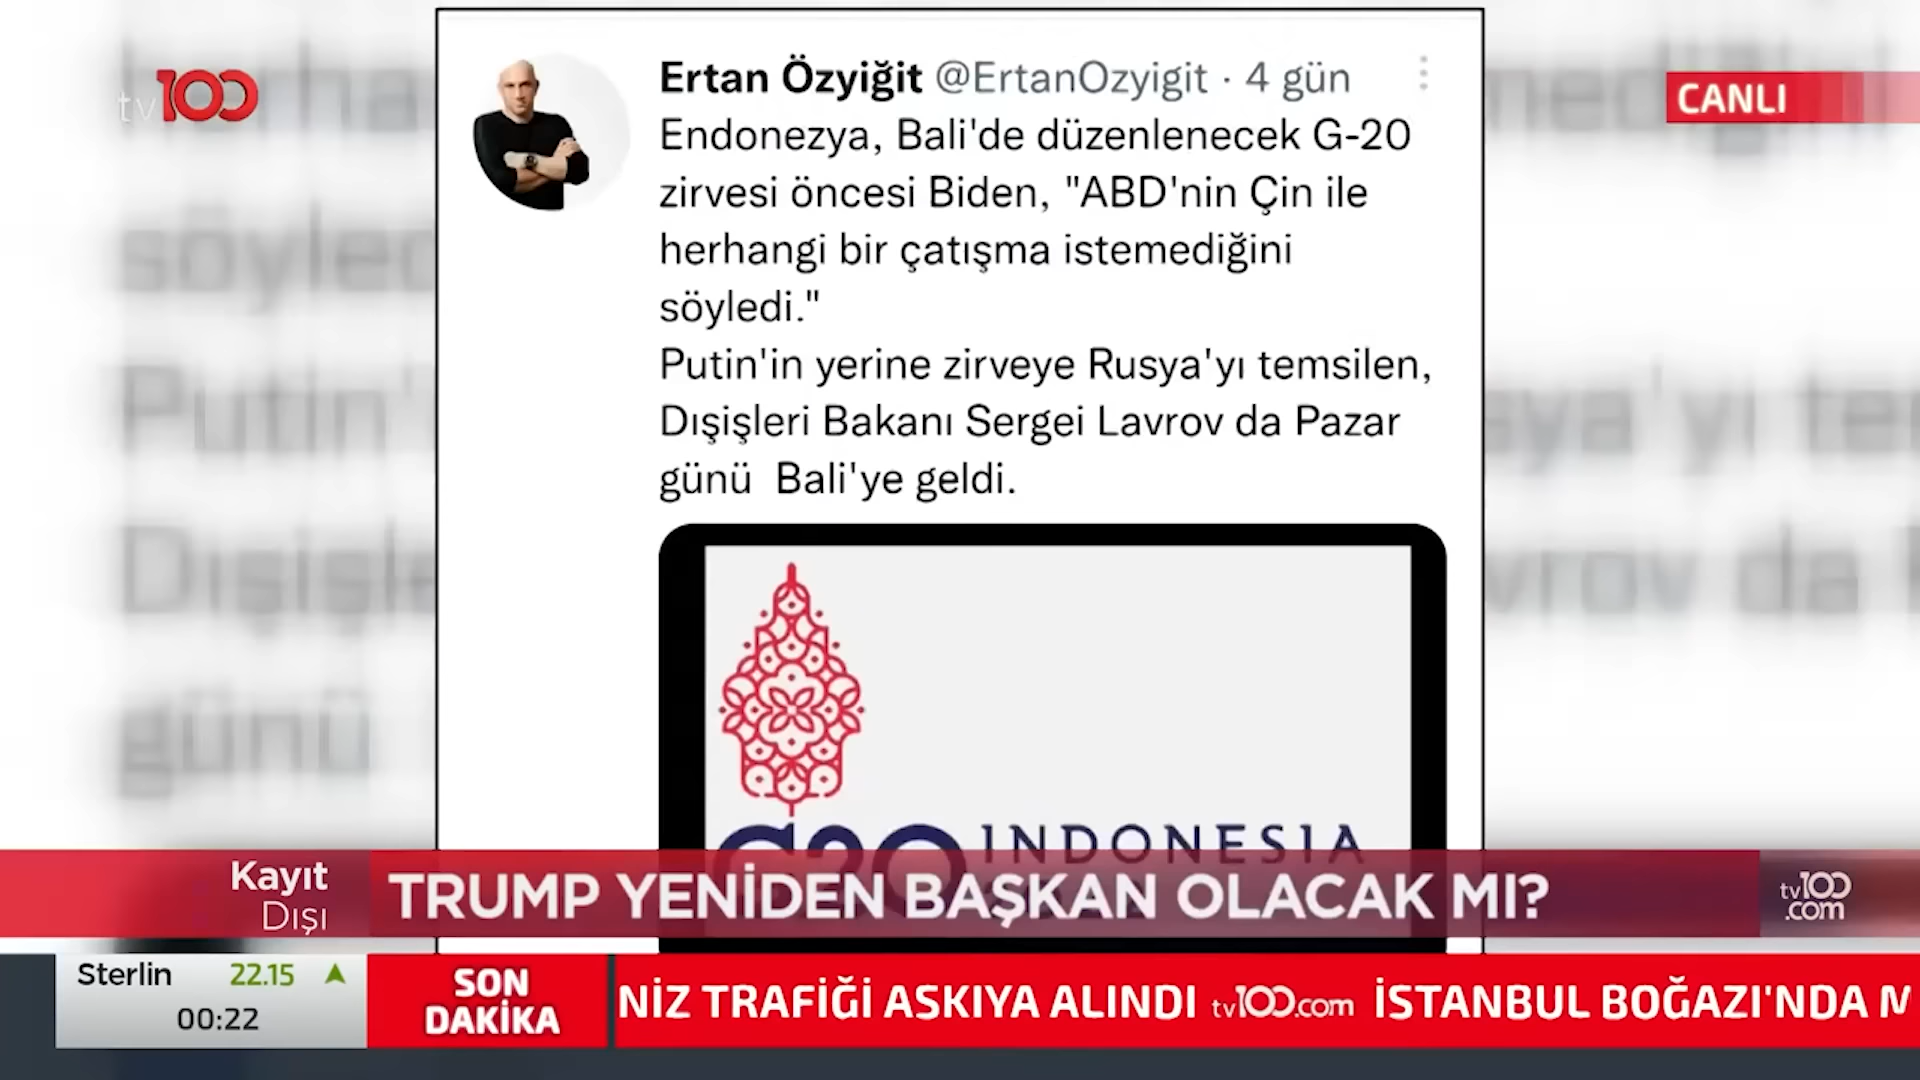 tv100
CANLI
Ertan Özyiğit @ErtanOzyigit · 4 gün
Endonezya, Bali'de düzenlenecek G-20
zirvesi öncesi Biden, "ABD'nin Çin ile
herhangi bir çatışma istemediğini
söyledi."
Putin'in yerine zirveye Rusya'yı temsilen,
Dışişleri Bakanı Sergei Lavrov da Pazar
günü  Bali'ye geldi.
G20 INDONESIA
Kayıt
Dışı
TRUMP YENİDEN BAŞKAN OLACAK MI?
tv100
.com
Sterlin 22.15
00:22
SON
DAKİKA
NİZ TRAFİĞİ ASKIYA ALINDI tv100.com İSTANBUL BOĞAZI'NDA M